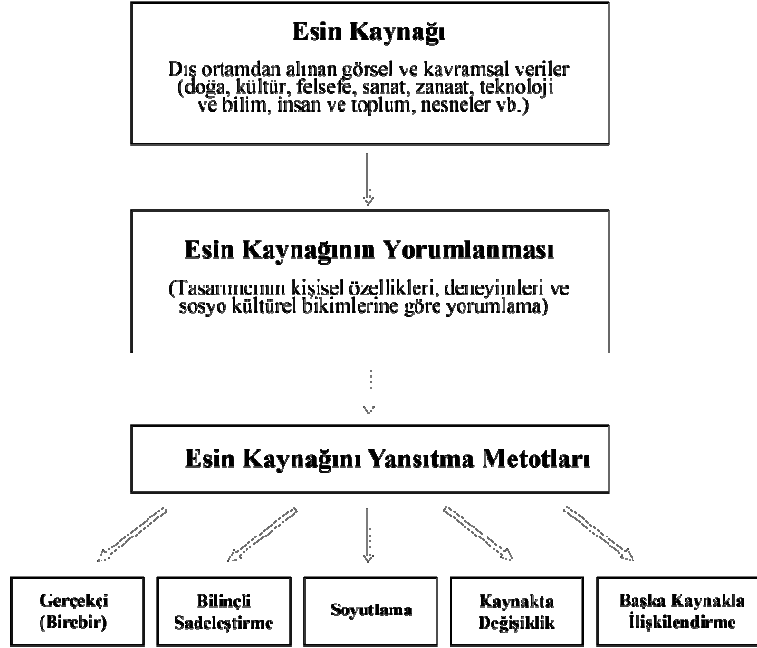 Esin Kaynağı
Dış ortamdan alınan görsel ve kavramsal veriler
(doğa, kültür, felsefe, sanat, zanaat, teknoloji
ve bilim, insan ve toplum, nesneler vb.)
Esin Kaynağının Yorumlanması
(Tasarımcının kişisel özellikleri, deneyimleri ve
sosyo kültürel bikimlerine göre yorumlama)
Esin Kaynağını Yansıtma Metotları
Gerçekçi
(Birebir)
Bilinçli
Sadeleştirme
Soyutlama
Kaynakta
Değişiklik
Başka Kaynakla
İlişkilendirme